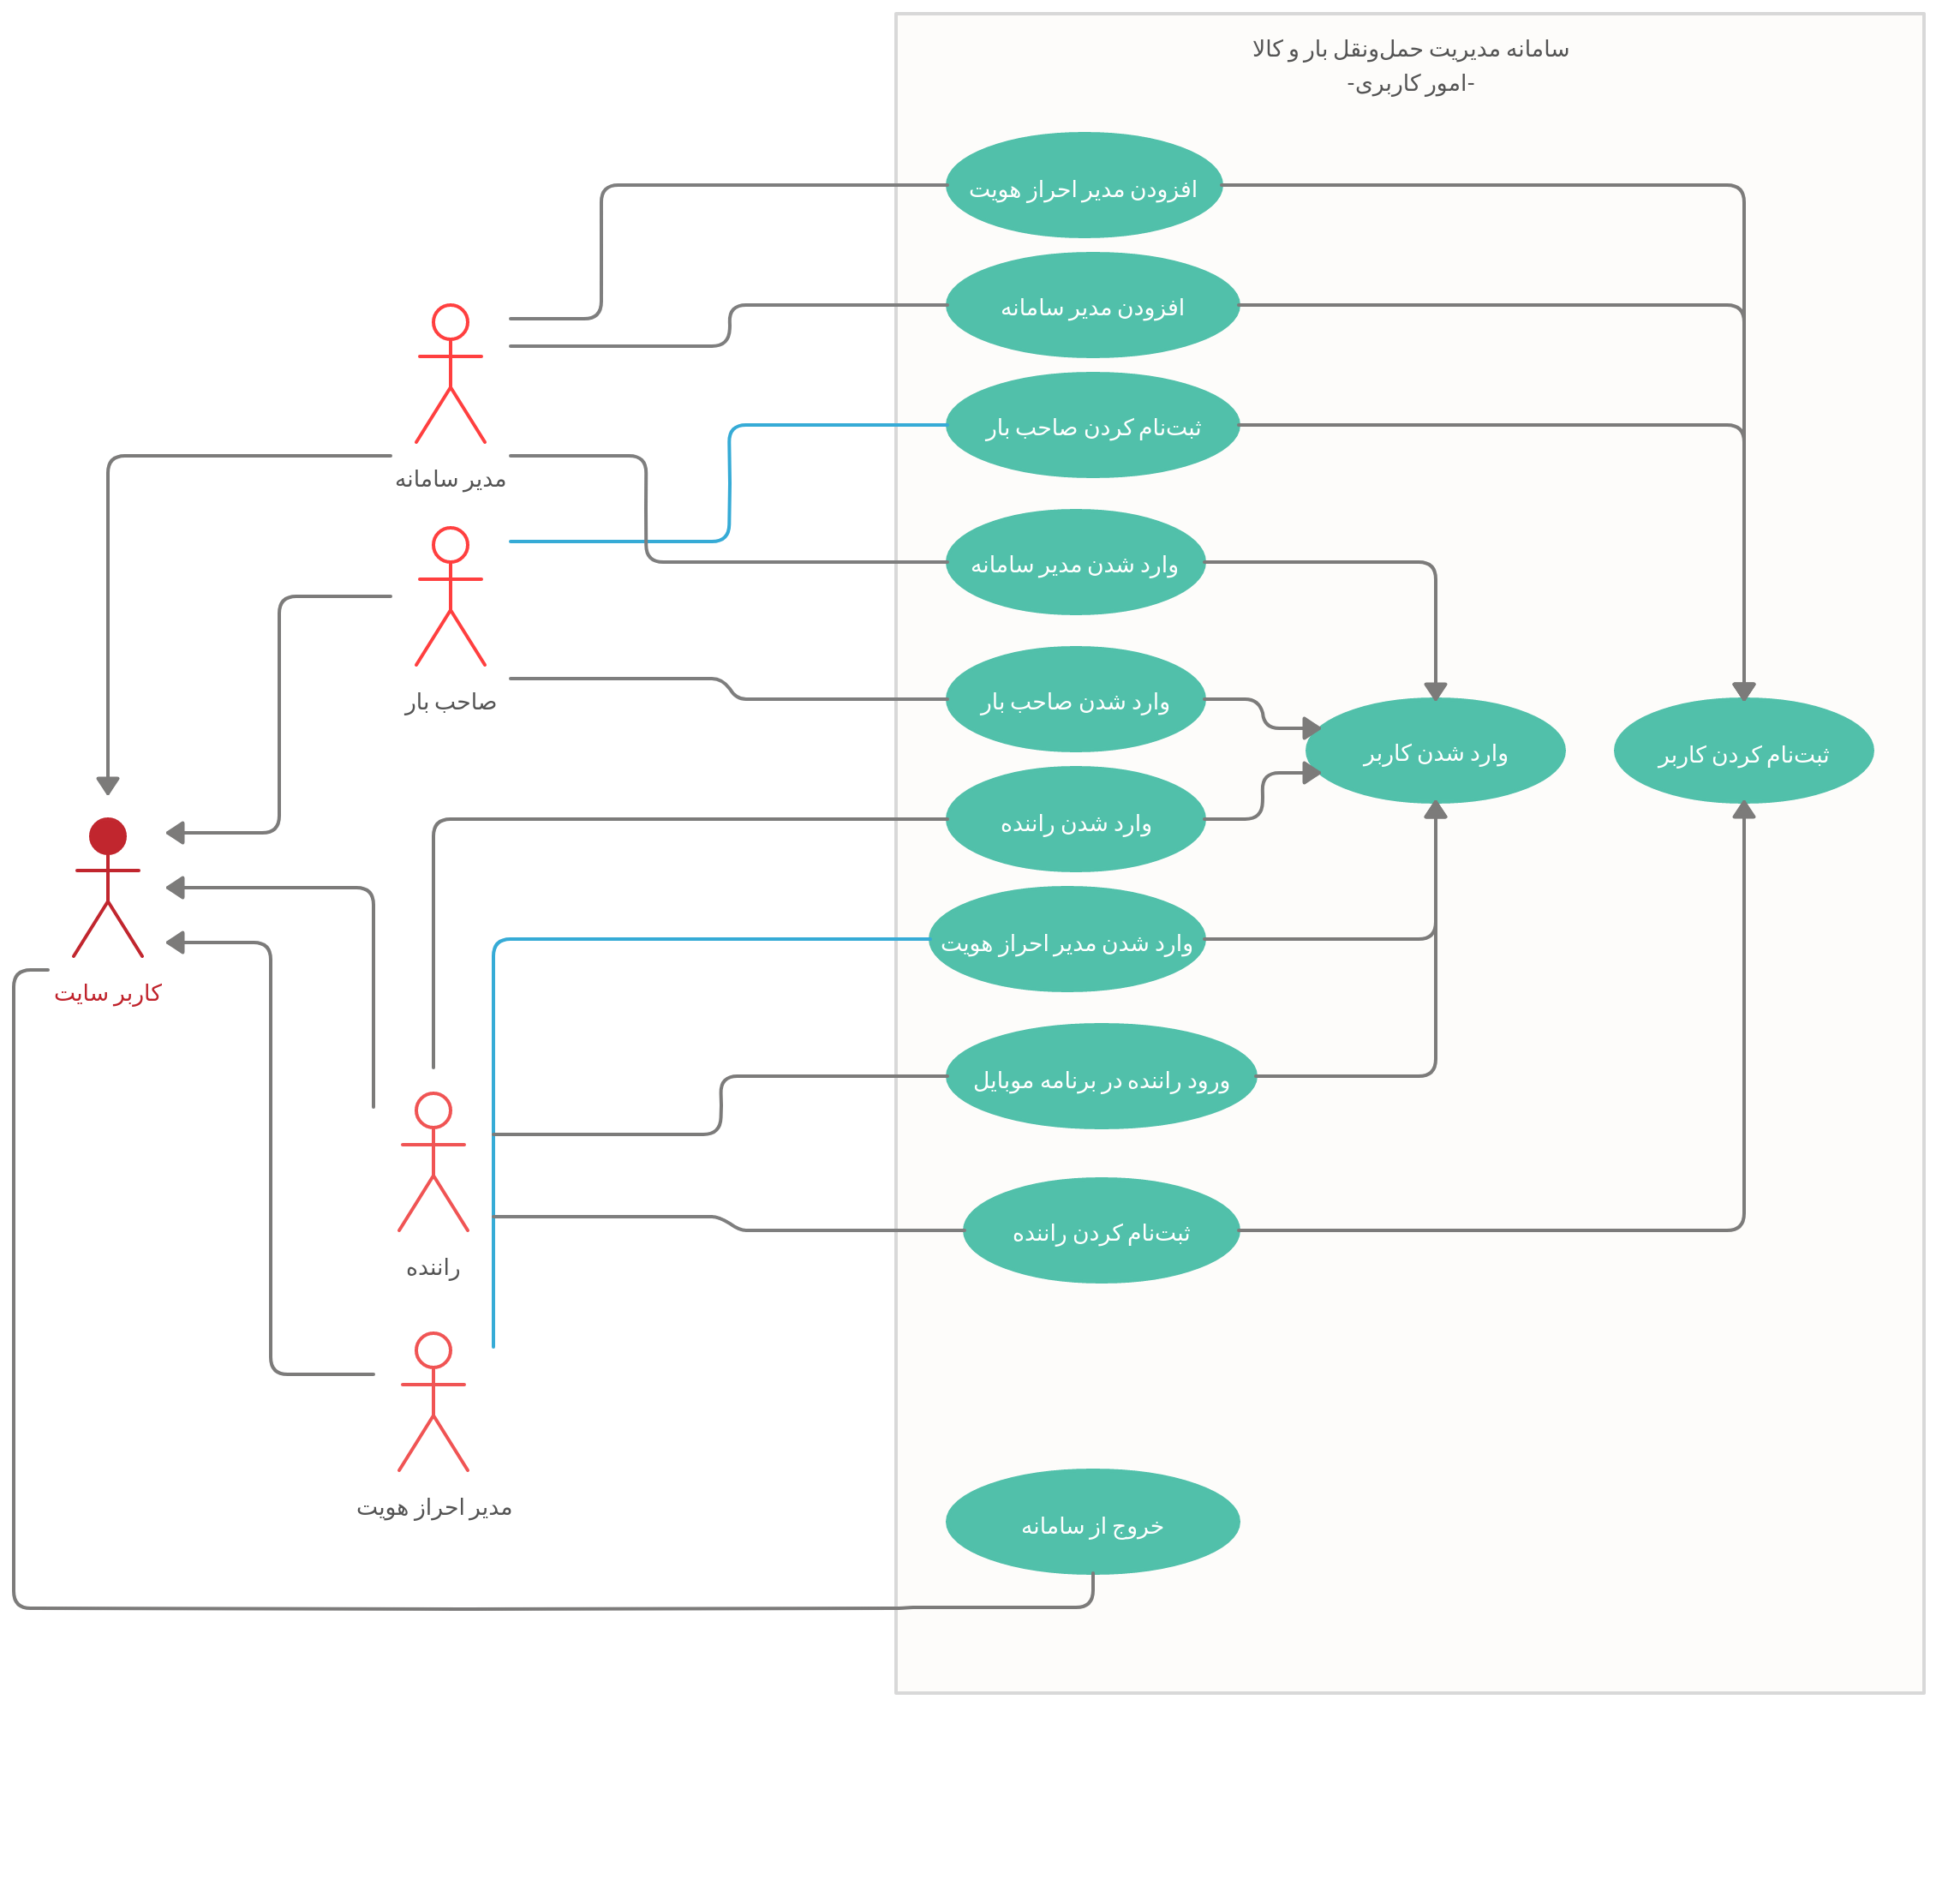 سامانه مدیریت حمل‌ونقل بار و کالا
-امور کاربری-
افزودن مدیر احراز هویت
افزودن مدیر سامانه
ثبت‌نام کردن صاحب بار
مدیر سامانه
وارد شدن مدیر سامانه
وارد شدن صاحب بار
صاحب بار
ثبت‌نام کردن کاربر
وارد شدن کاربر
وارد شدن راننده
وارد شدن مدیر احراز هویت
کاربر سایت
ورود راننده در برنامه موبایل
ثبت‌نام کردن راننده
راننده
مدیر احراز هویت
خروج از سامانه